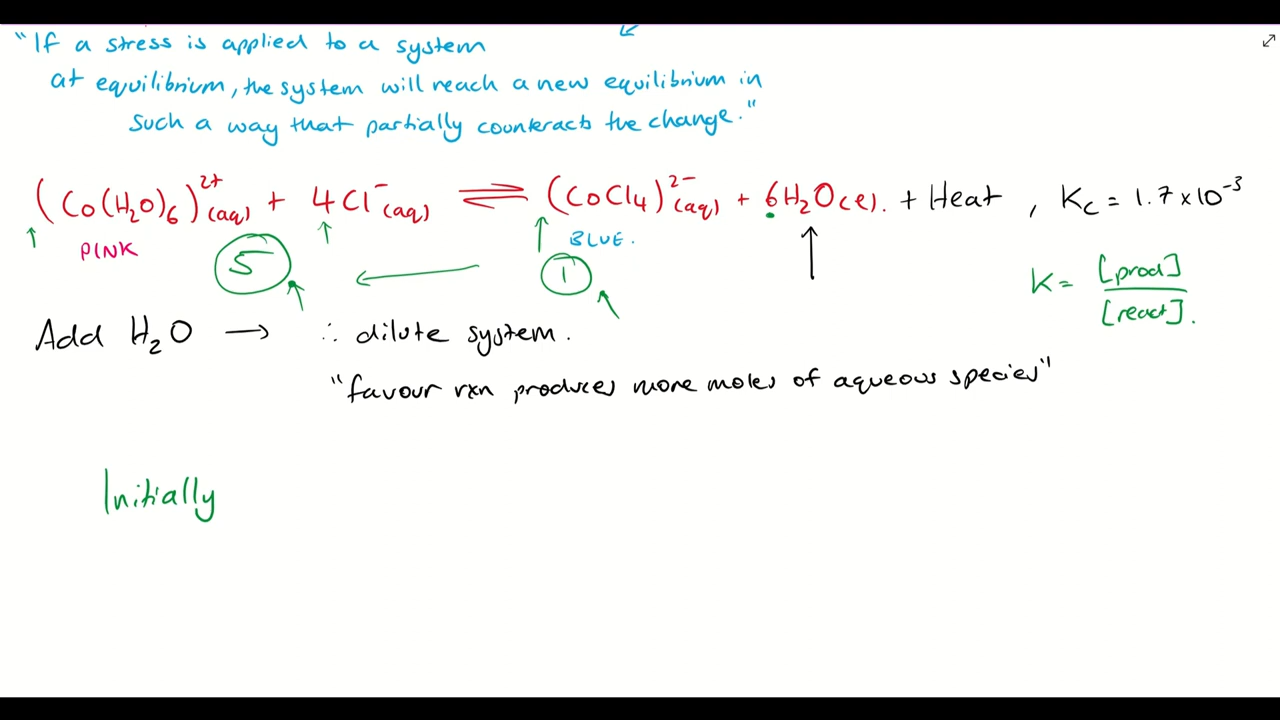 "If a stress is applied to a system
at equilibrium, the system will reach a new equilibrium in
such a way that partially counteracts the change."
(Co(H₂O)₆)²⁺(aq) + 4Cl⁻(aq) ⇌ (CoCl₄)²⁻(aq) + 6H₂O(l). + Heat , Kc = 1.7 x 10⁻³
PINK BLUE.
5 ← 1
K = [prod] / [react].
Add H₂O → ∴ dilute system.
"favour rxn produces more moles of aqueous species"
Initially